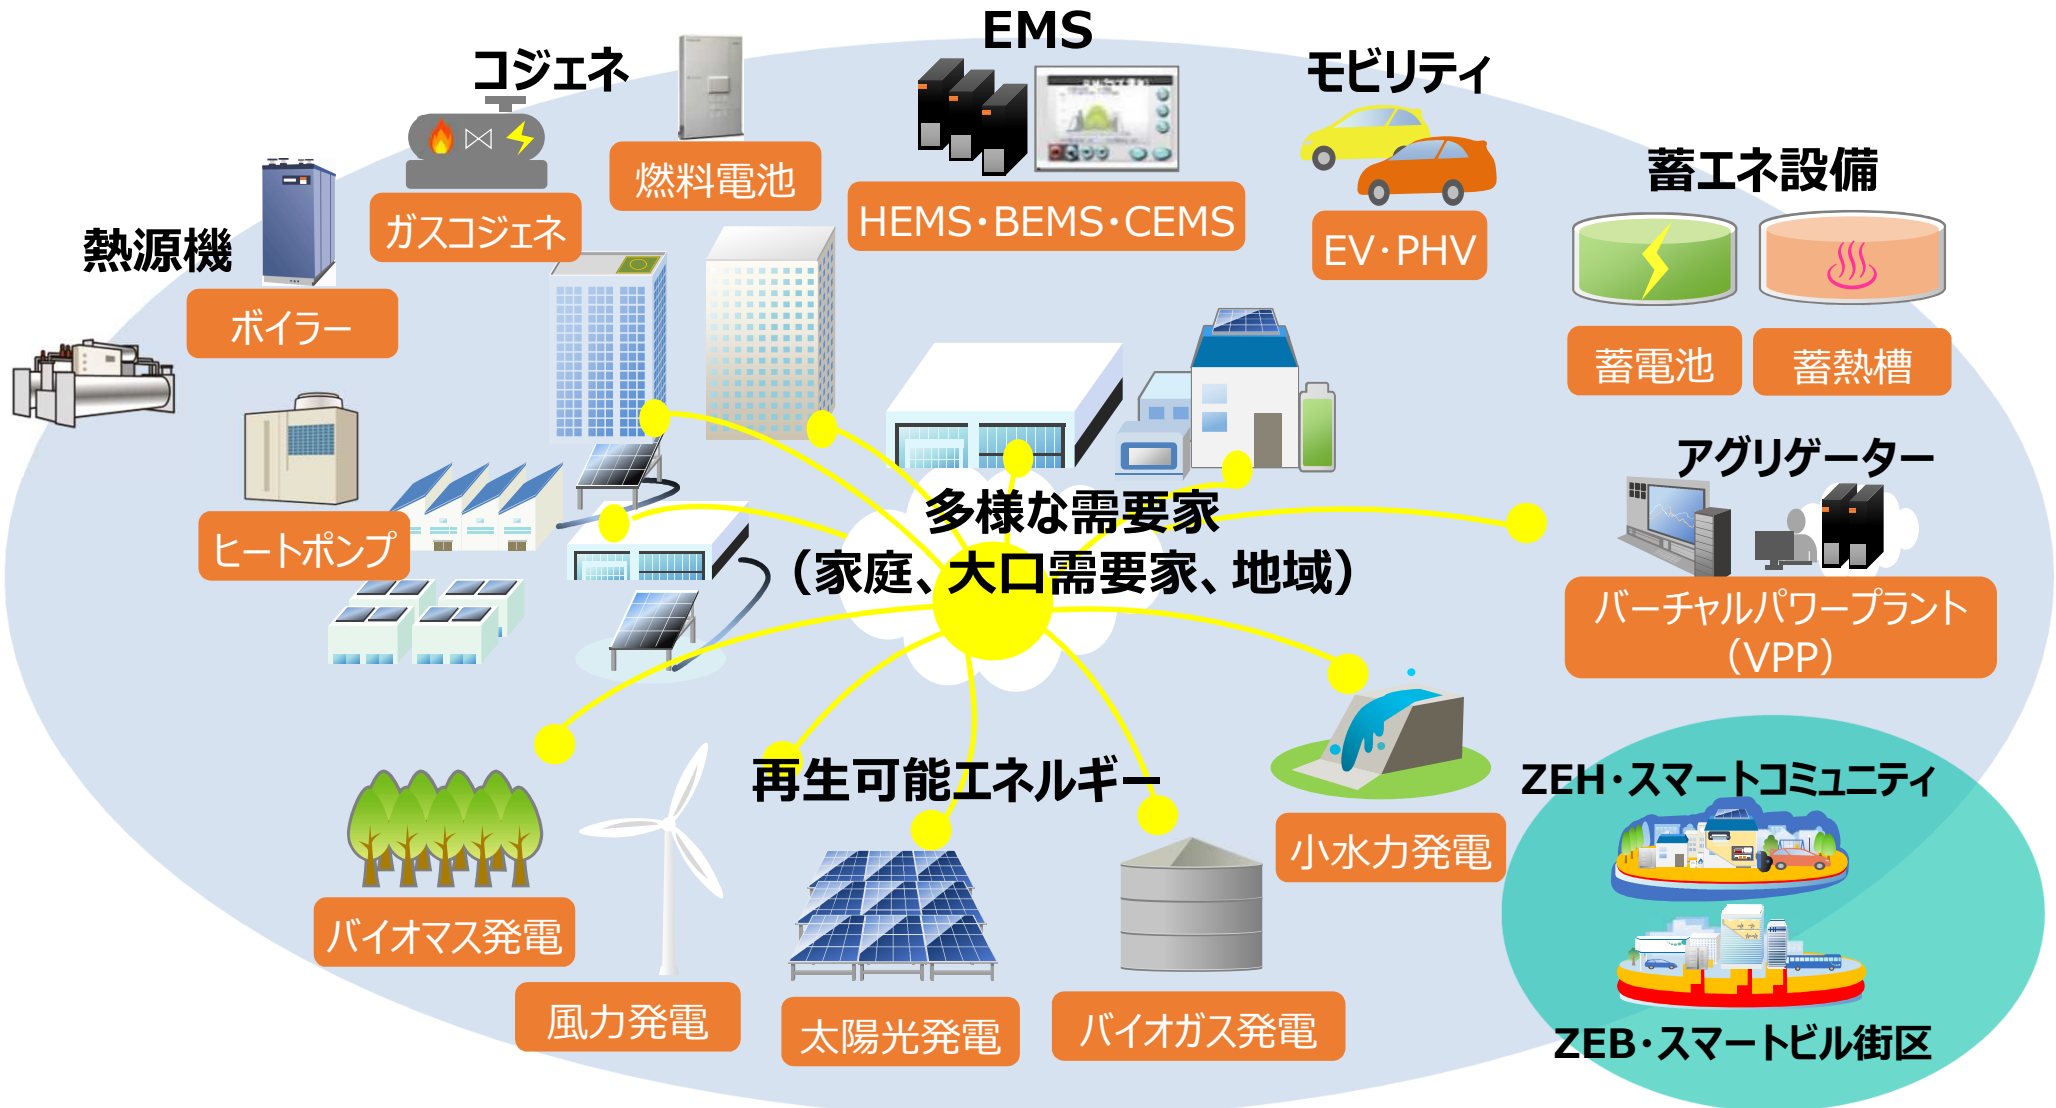 EMS
コジェネ
モビリティ
燃料電池
蓄エネ設備
HEMS・BEMS・CEMS
ガスコジェネ
EV・PHV
熱源機
ボイラー
蓄電池
蓄熱槽
アグリゲーター
多様な需要家
（家庭、大口需要家、地域）
ヒートポンプ
バーチャルパワープラント
（VPP）
再生可能エネルギー
ZEH・スマートコミュニティ
小水力発電
バイオマス発電
風力発電
太陽光発電
バイオガス発電
ZEB・スマートビル街区